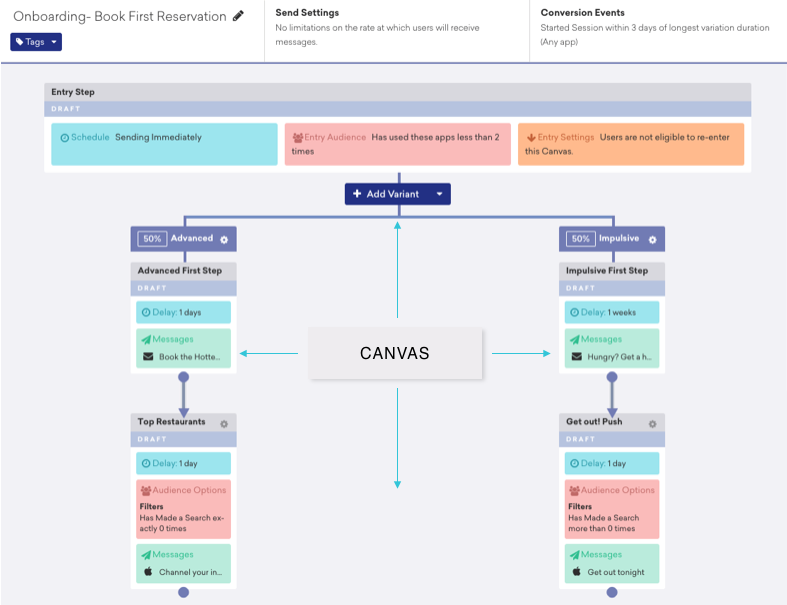 Onboarding- Book First Reservation
Tags
Send Settings
No limitations on the rate at which users will receive
messages.
Conversion Events
Started Session within 3 days of longest variation duration
(Any app)
Entry Step
DRAFT
Schedule Sending Immediately
Entry Audience Has used these apps less than 2
times
Entry Settings Users are not eligible to re-enter
this Canvas.
Add Variant
50% Advanced
Advanced First Step
DRAFT
Delay: 1 days
Messages
Book the Hotte...
50% Impulsive
Impulsive First Step
DRAFT
Delay: 1 weeks
Messages
Hungry? Get a h...
CANVAS
Top Restaurants
DRAFT
Delay: 1 day
Audience Options
Filters
Has Made a Search ex-
actly 0 times
Messages
Channel your in...
Get out! Push
DRAFT
Delay: 1 day
Audience Options
Filters
Has Made a Search
more than 0 times
Messages
Get out tonight